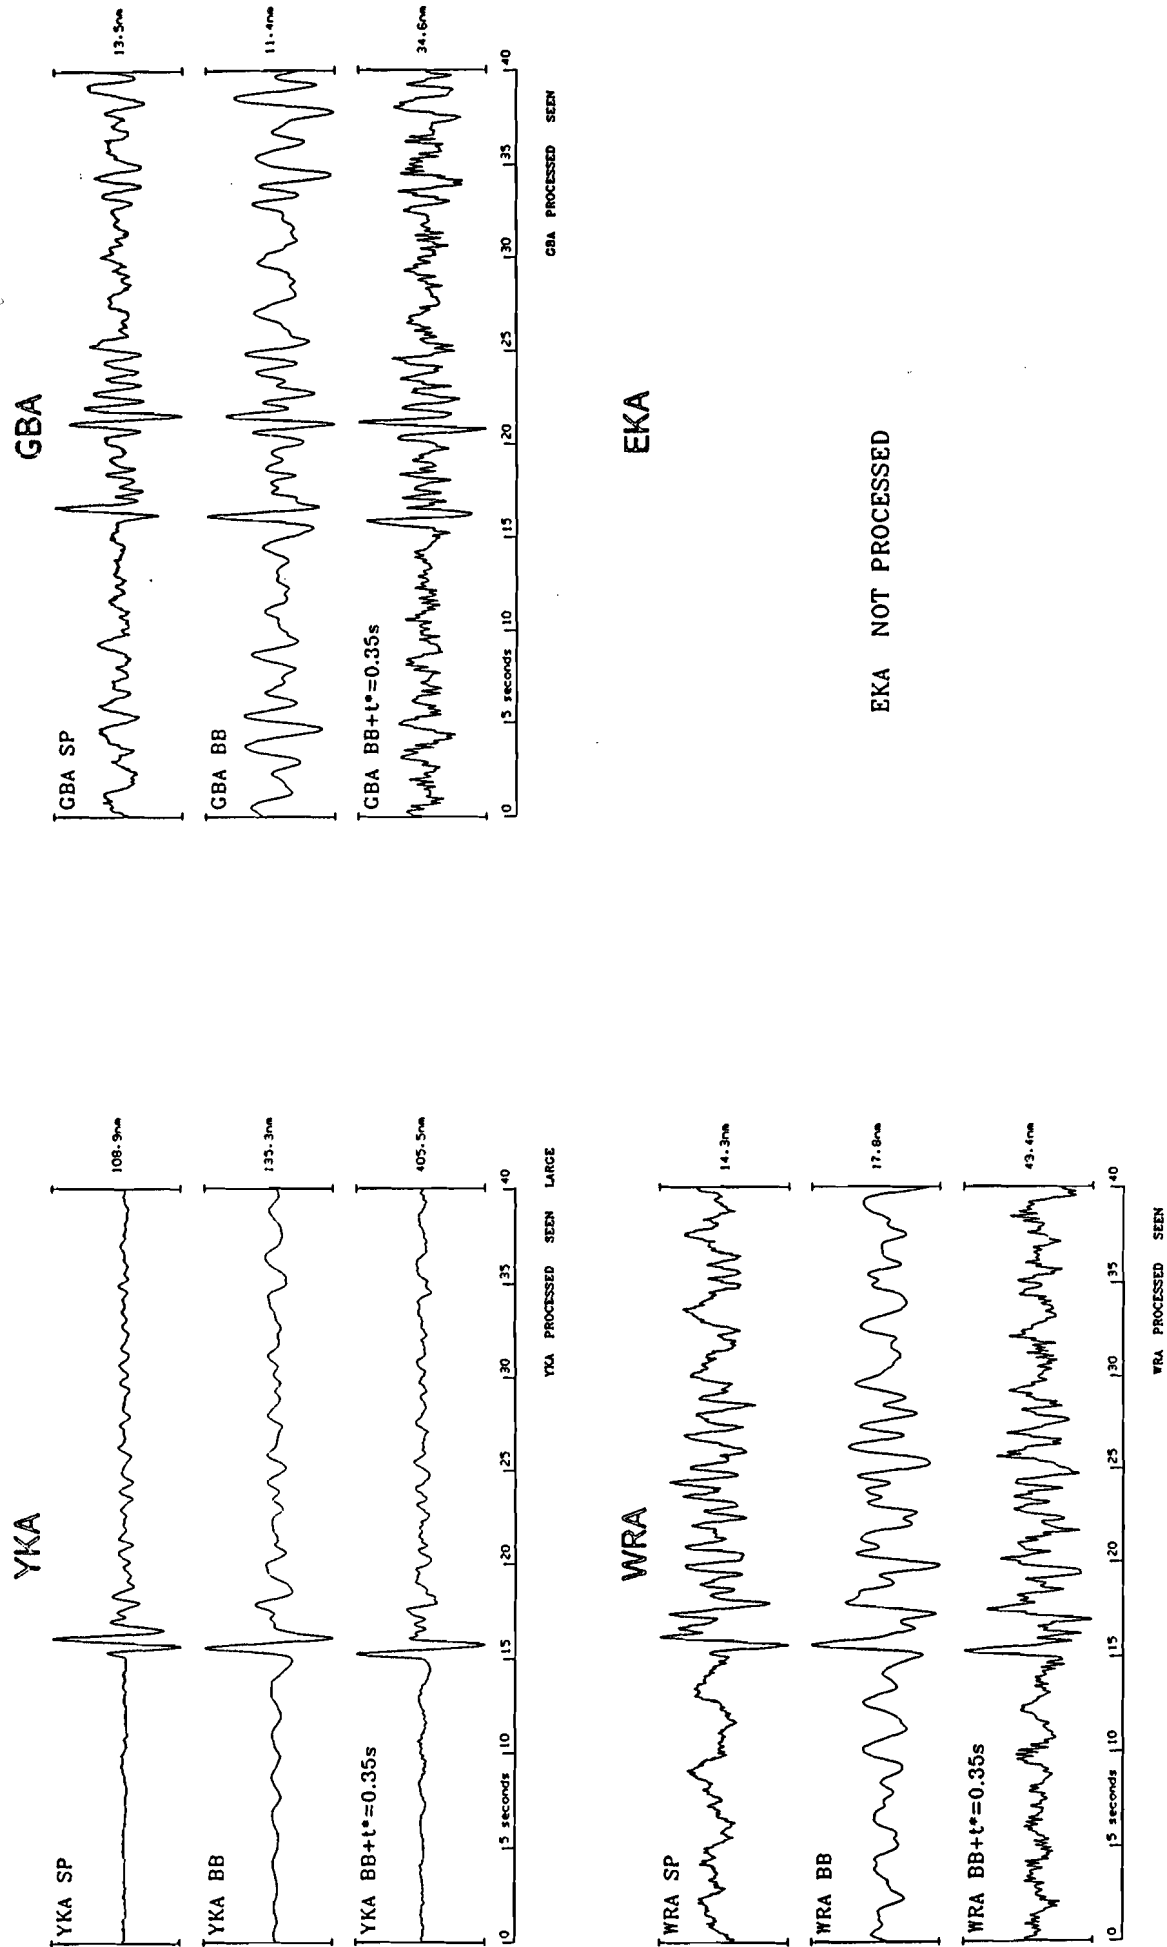 YKA
YKA SP
108.9nm
YKA BB
135.3nm
YKA BB+t*=0.35s
405.5nm
0 5 seconds 10 15 20 25 30 35 40
YKA PROCESSED SEEN LARGE
GBA
GBA SP
13.5nm
GBA BB
11.4nm
GBA BB+t*=0.35s
34.6nm
0 5 seconds 10 15 20 25 30 35 40
GBA PROCESSED SEEN
WRA
WRA SP
14.3nm
WRA BB
17.8nm
WRA BB+t*=0.35s
43.4nm
0 5 seconds 10 15 20 25 30 35 40
WRA PROCESSED SEEN
EKA
EKA NOT PROCESSED